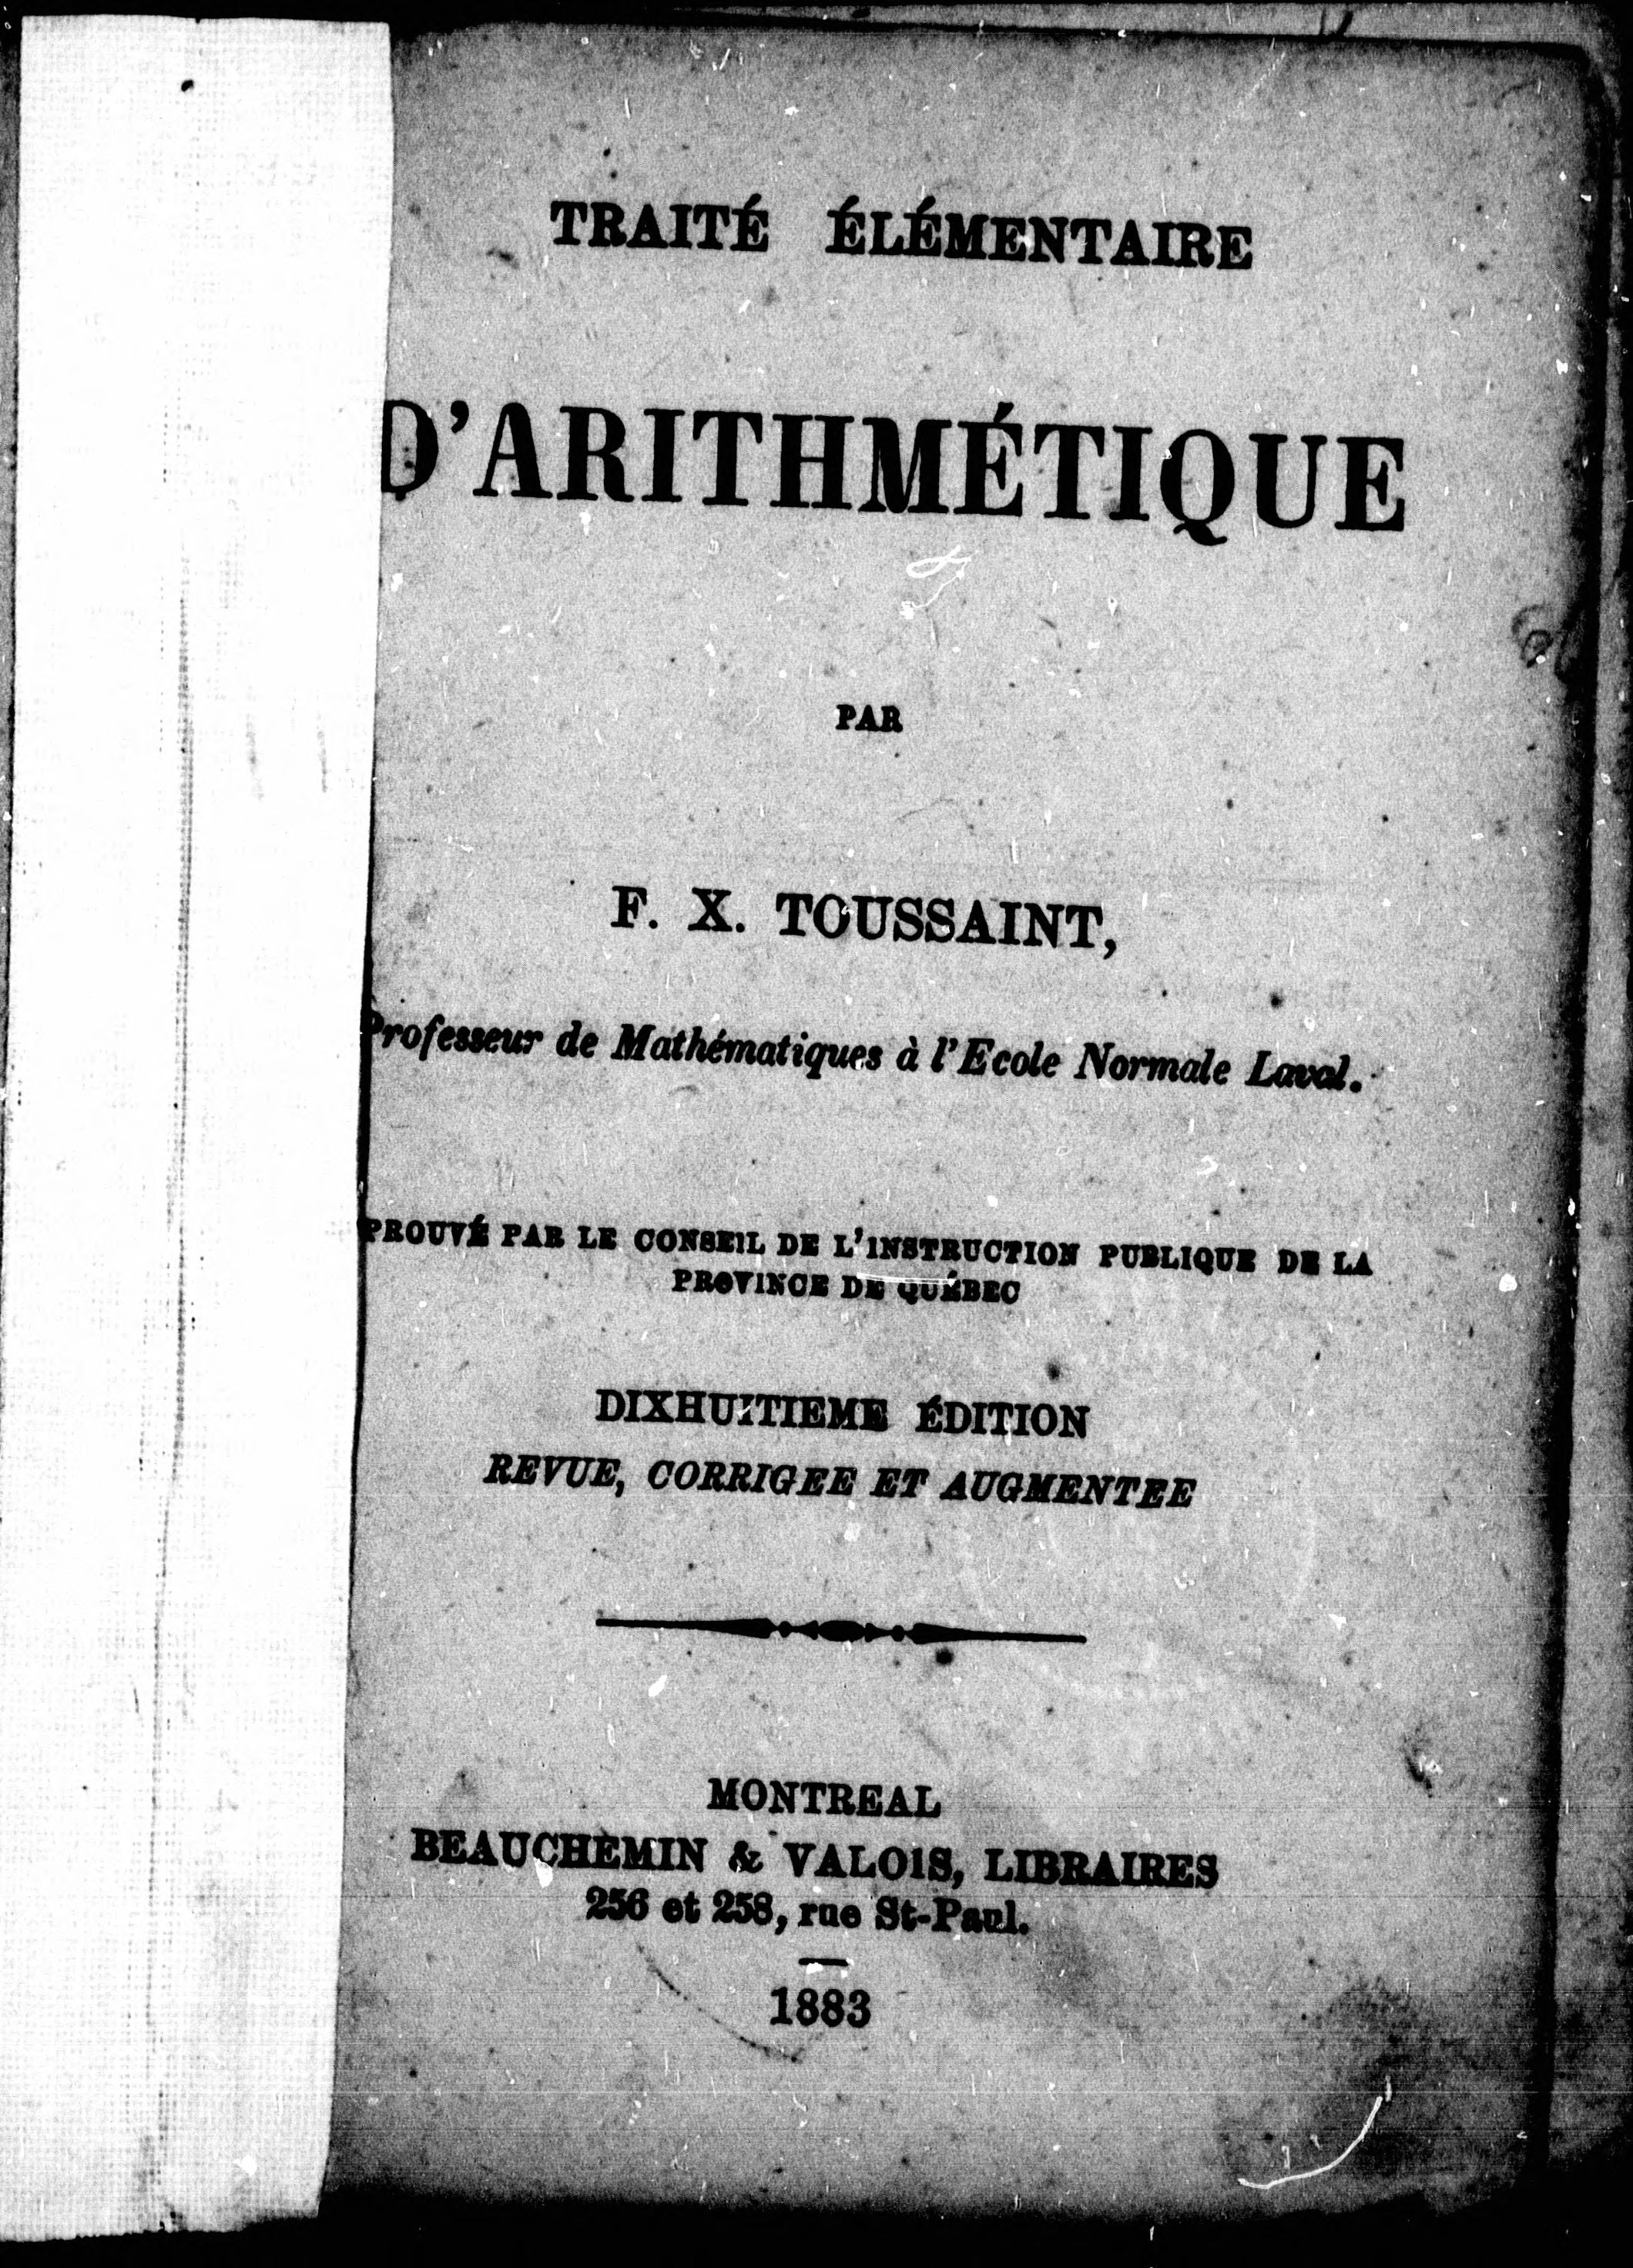 TRAITÉ ÉLÉMENTAIRE
D'ARITHMÉTIQUE
PAR
F. X. TOUSSAINT,
Professeur de Mathématiques à l'Ecole Normale Laval.
PROUVÉ PAR LE CONSEIL DE L'INSTRUCTION PUBLIQUE DE LA
PROVINCE DE QUÉBEC
DIXHUITIEME ÉDITION
REVUE, CORRIGEE ET AUGMENTEE
MONTREAL
BEAUCHEMIN & VALOIS, LIBRAIRES
256 et 258, rue St-Paul.
1883